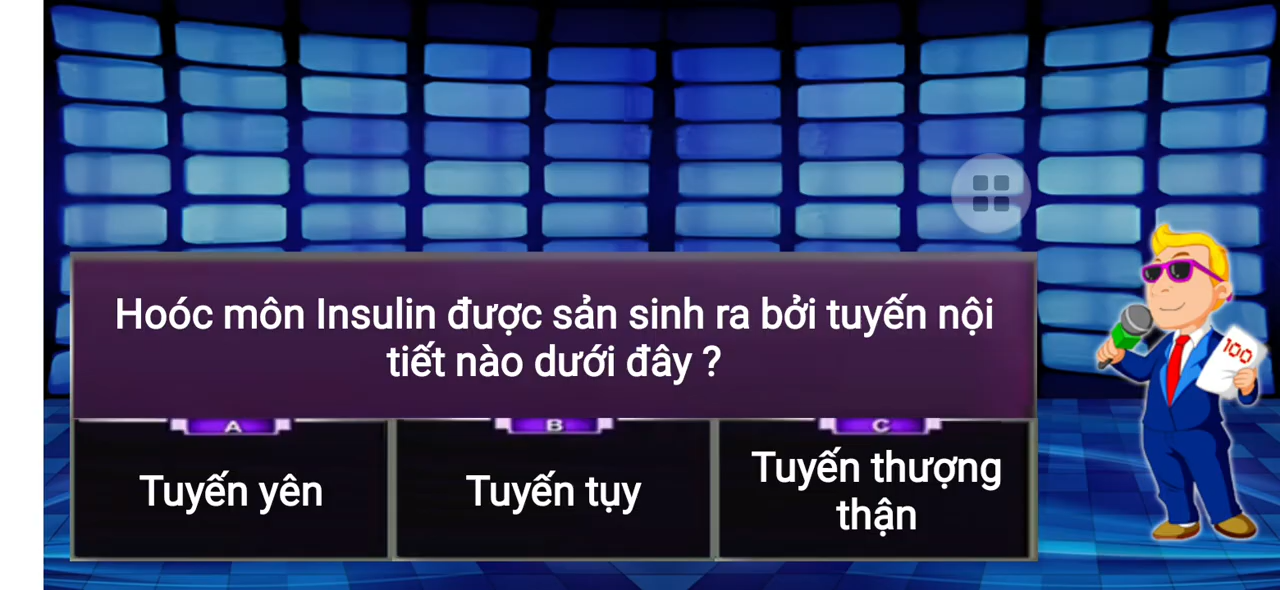 Hoóc môn Insulin được sản sinh ra bởi tuyến nội
tiết nào dưới đây ?
A
Tuyến yên
B
Tuyến tụy
C
Tuyến thượng
thận
100